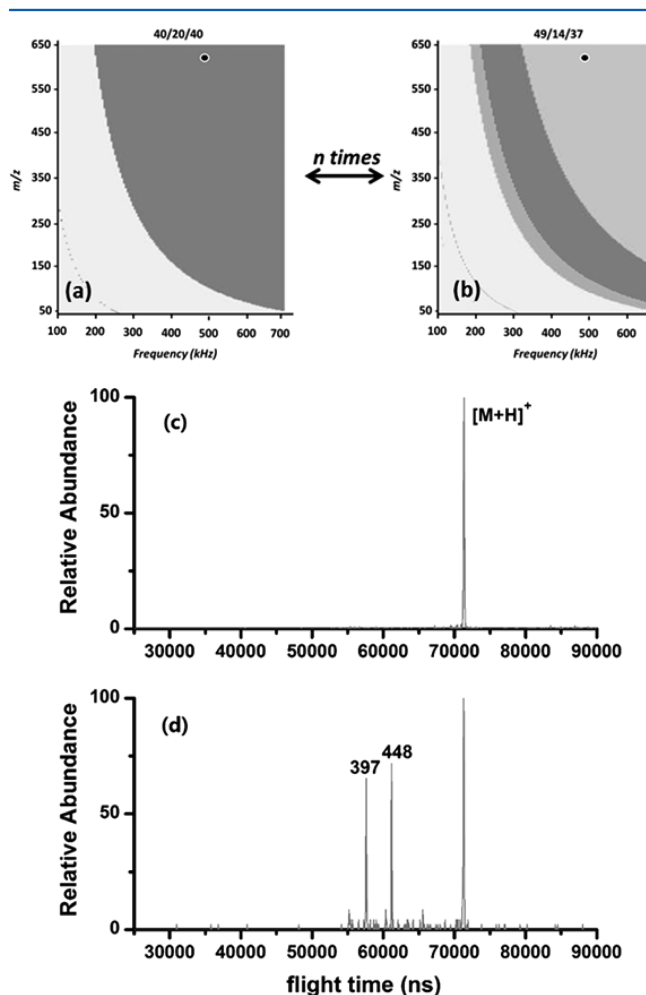 40/20/40
650
550
450
350
250
150
50
m/z
(a)
100 200 300 400 500 600 700
Frequency (kHz)
n times
49/14/37
650
550
450
350
250
150
50
m/z
(b)
100 200 300 400 500 600
Frequency (kHz)
100
50
0
Relative Abundance
(c)
[M+H]+
30000 40000 50000 60000 70000 80000 90000
100
50
0
Relative Abundance
(d)
397
448
30000 40000 50000 60000 70000 80000 90000
flight time (ns)